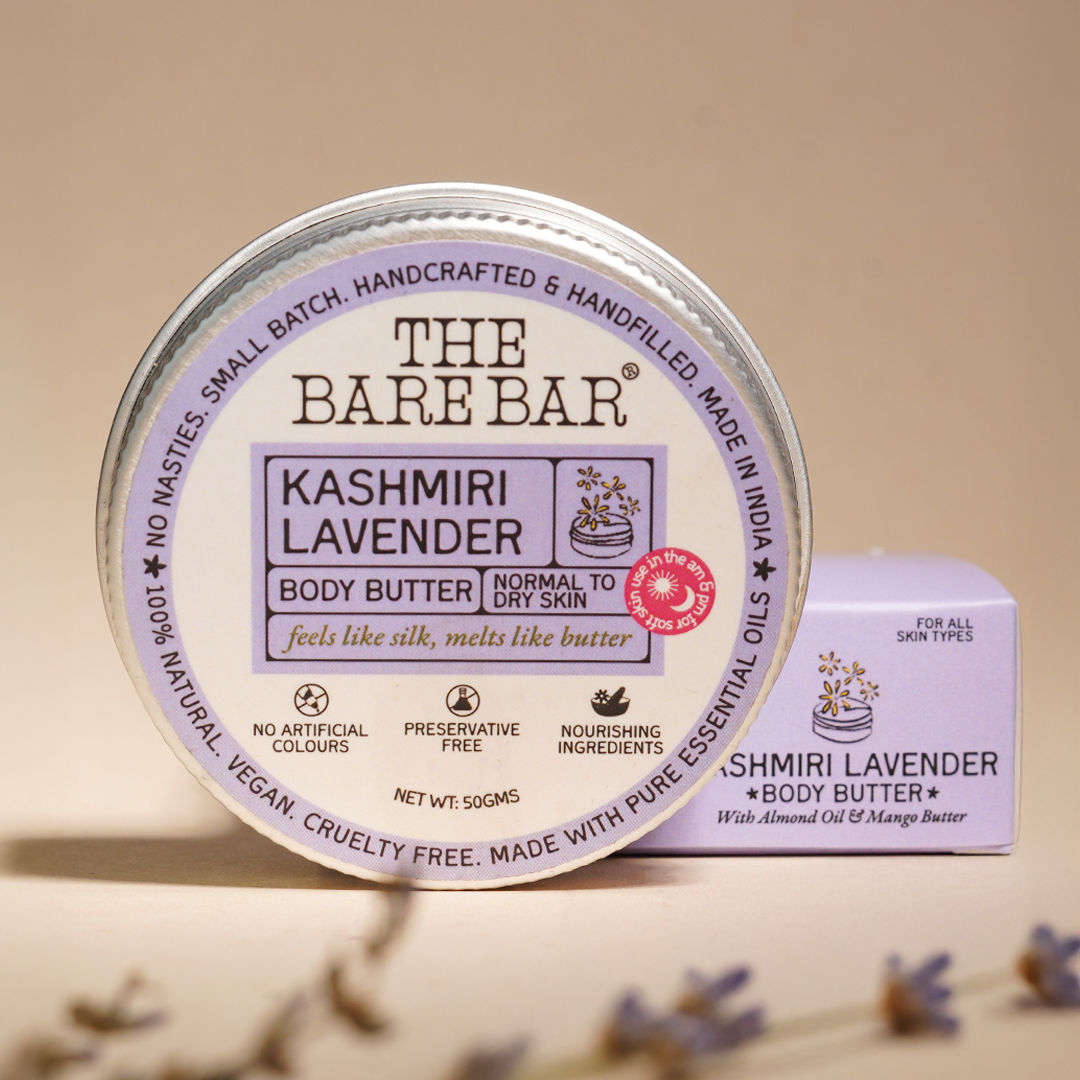 ★ NO NASTIES. SMALL BATCH. HANDCRAFTED & HANDFILLED. MADE IN INDIA ★
THE
BARE BAR®
KASHMIRI
LAVENDER
BODY BUTTER
NORMAL TO
DRY SKIN
feels like silk, melts like butter
use in the am & pm for soft skin
NO ARTIFICIAL
COLOURS
PRESERVATIVE
FREE
NOURISHING
INGREDIENTS
NET WT: 50GMS
100% NATURAL. VEGAN. CRUELTY FREE. MADE WITH PURE ESSENTIAL OILS
FOR ALL
SKIN TYPES
ASHMIRI LAVENDER
★BODY BUTTER★
With Almond Oil & Mango Butter